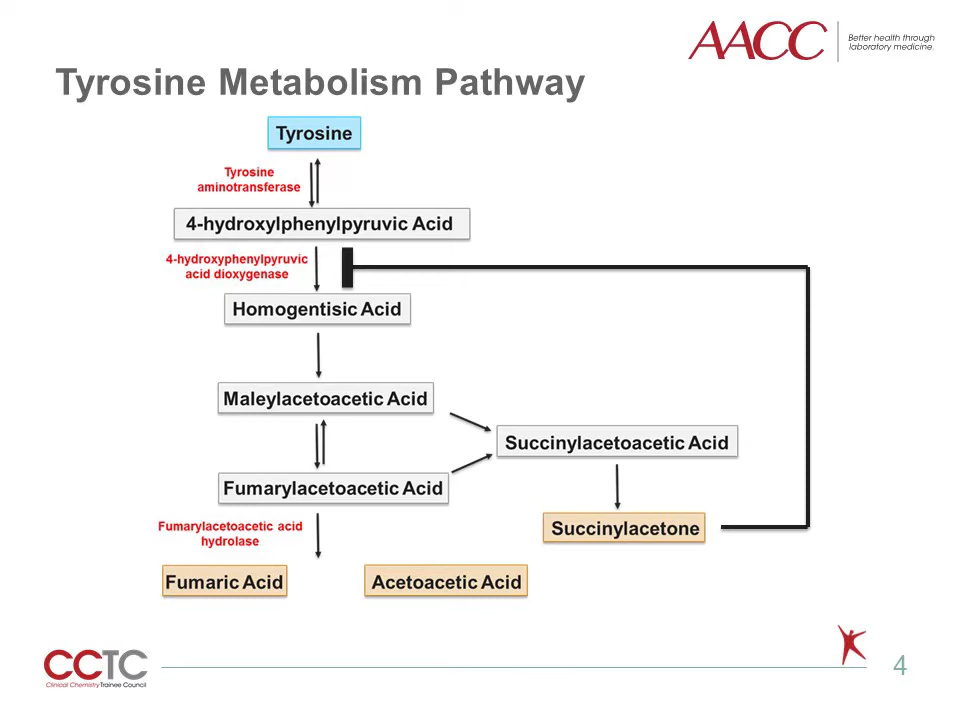 AACC
Better health through
laboratory medicine.
Tyrosine Metabolism Pathway
Tyrosine
Tyrosine
aminotransferase
4-hydroxylphenylpyruvic Acid
4-hydroxyphenylpyruvic
acid dioxygenase
Homogentisic Acid
Maleylacetoacetic Acid
Succinylacetoacetic Acid
Fumarylacetoacetic Acid
Fumarylacetoacetic acid
hydrolase
Succinylacetone
Fumaric Acid
Acetoacetic Acid
CCTC
Clinical Chemistry Trainee Council
4